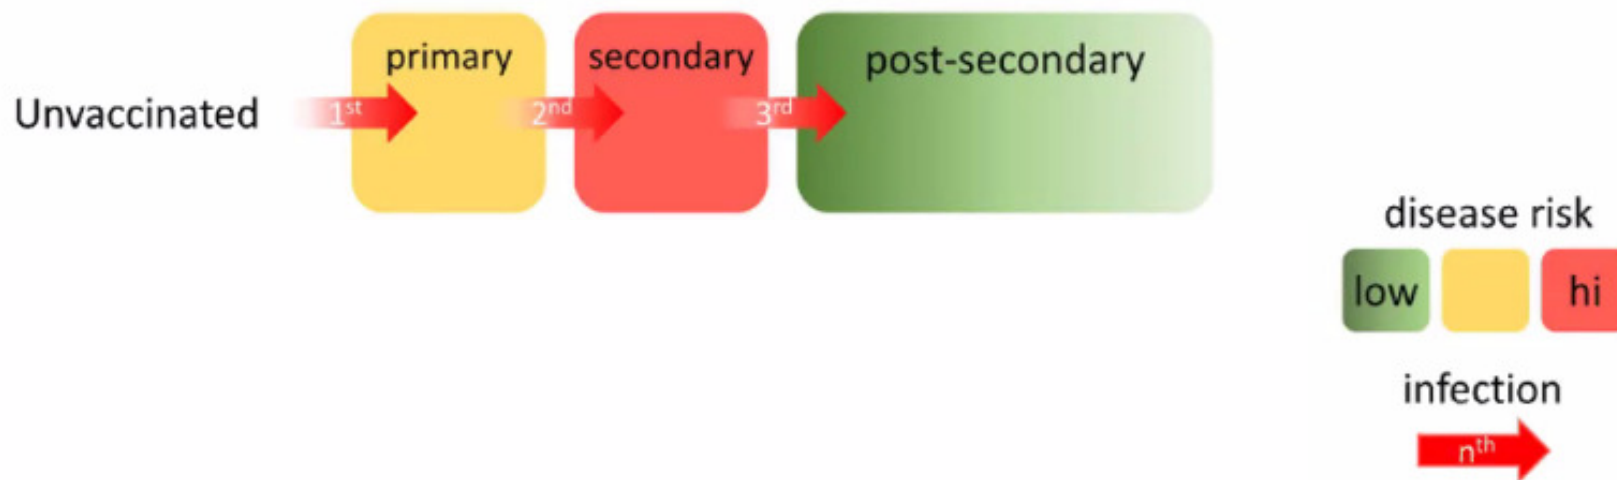 primary
secondary
post-secondary
Unvaccinated
1st
2nd
3rd
disease risk
low
hi
infection
nth